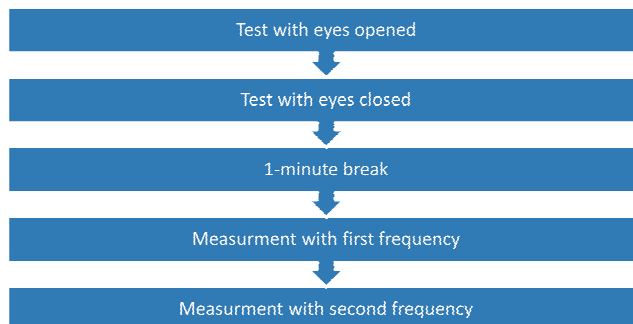 Test with eyes opened
Test with eyes closed
1-minute break
Measurment with first frequency
Measurment with second frequency